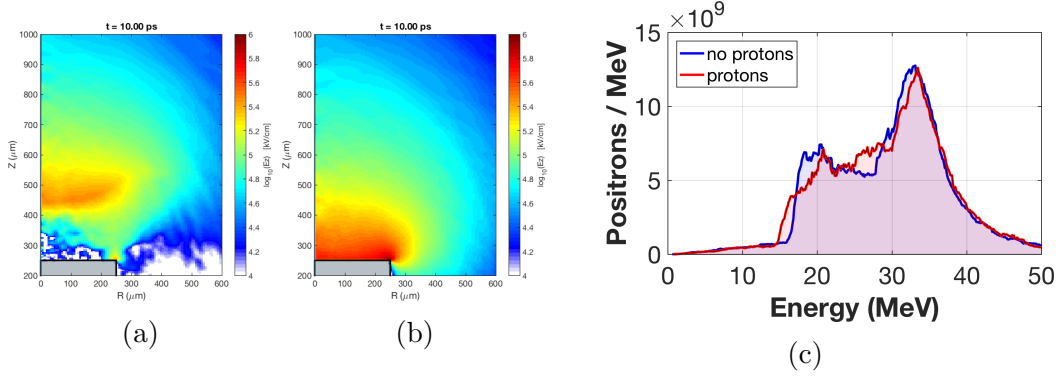 t = 10.00 ps
1000
900
800
700
600
500
400
300
200
Z (μm)
0 100 200 300 400 500 600
R (μm)
6
5.8
5.6
5.4
5.2
5
4.8
4.6
4.4
4.2
4
log10(Ez) [kV/cm]
(a)
t = 10.00 ps
1000
900
800
700
600
500
400
300
200
Z (μm)
0 100 200 300 400 500 600
R (μm)
6
5.8
5.6
5.4
5.2
5
4.8
4.6
4.4
4.2
4
log10(Ez) [kV/cm]
(b)
×10^9
15
10
5
0
Positrons / MeV
no protons
protons
0 10 20 30 40 50
Energy (MeV)
(c)